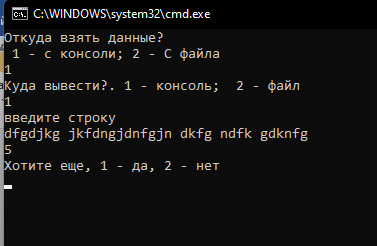 C:\WINDOWS\system32\cmd.exe
Откуда взять данные?
1 - с консоли; 2 - С файла
1
Куда вывести?. 1 - консоль;  2 - файл
1
введите строку
dfgdjkg jkfdngjdnfgjn dkfg ndfk gdknfg
5
Хотите еще, 1 - да, 2 - нет